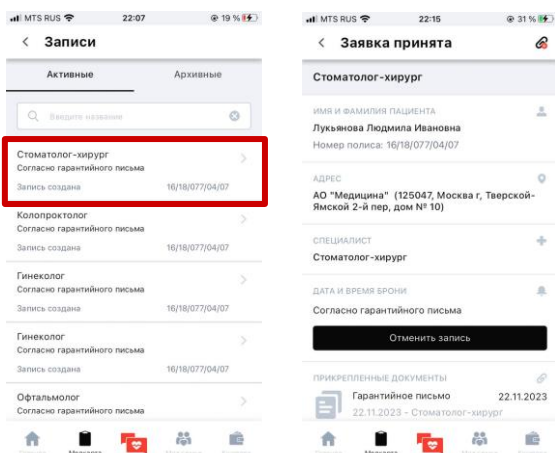 MTS RUS 22:07 19 %
Записи
Активные Архивные
Введите название
Стоматолог-хирург
Согласно гарантийного письма
Запись создана 16/18/077/04/07
Колопроктолог
Согласно гарантийного письма
Запись создана 16/18/077/04/07
Гинеколог
Согласно гарантийного письма
Запись создана 16/18/077/04/07
Гинеколог
Согласно гарантийного письма
Запись создана 16/18/077/04/07
Офтальмолог
Согласно гарантийного письма
MTS RUS 22:15 31 %
Заявка принята
Стоматолог-хирург
ИМЯ И ФАМИЛИЯ ПАЦИЕНТА
Лукьянова Людмила Ивановна
Номер полиса: 16/18/077/04/07
АДРЕС
АО "Медицина" (125047, Москва г, Тверской-
Ямской 2-й пер, дом № 10)
СПЕЦИАЛИСТ
Стоматолог-хирург
ДАТА И ВРЕМЯ БРОНИ
Согласно гарантийного письма
Отменить запись
ПРИКРЕПЛЕННЫЕ ДОКУМЕНТЫ
Гарантийное письмо 22.11.2023
22.11.2023 - Стоматолог-хирург